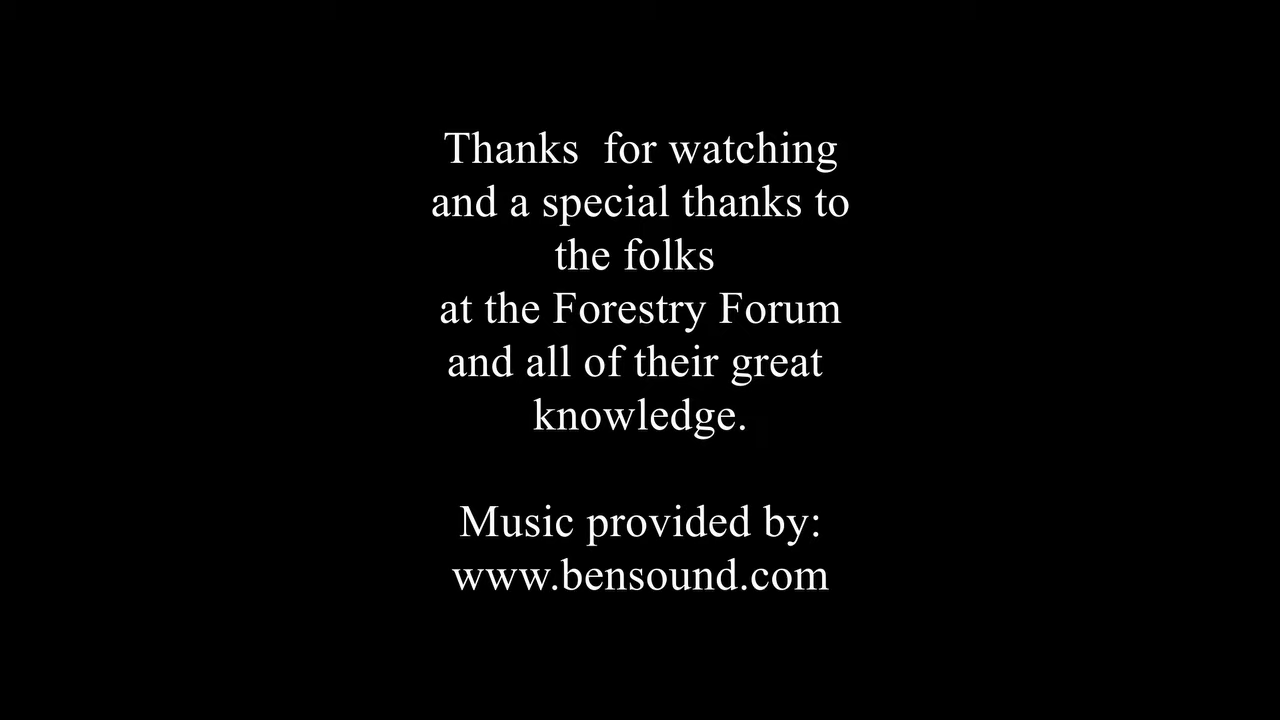 Thanks  for watching
and a special thanks to
the folks
at the Forestry Forum
and all of their great
knowledge.
Music provided by:
www.bensound.com